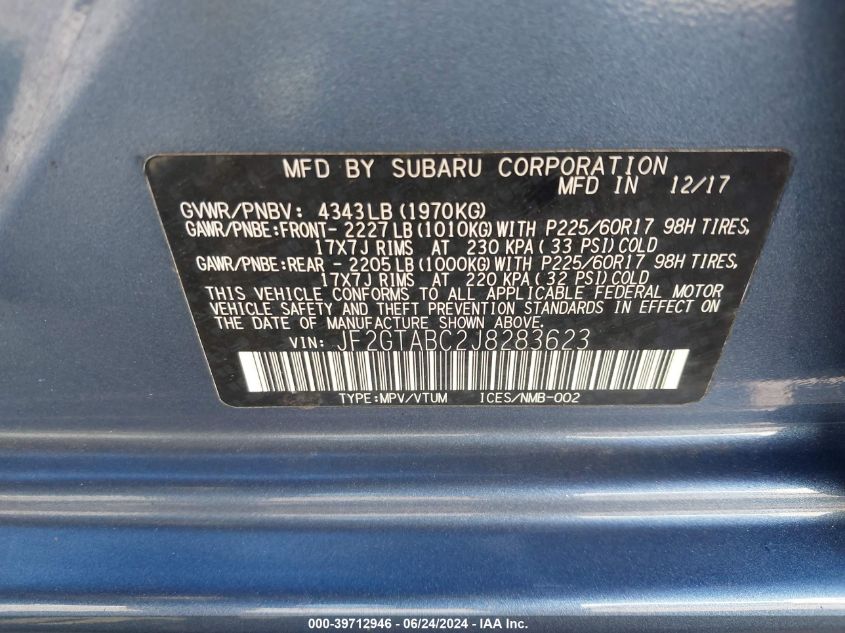 MFD BY SUBARU CORPORATION
MFD IN 12/17
GVWR/PNBV: 4343LB (1970KG)
GAWR/PNBE:FRONT- 2227 LB (1010KG) WITH P225/60R17 98H TIRES,
17X7J RIMS AT 230 KPA ( 33 PSI) COLD
GAWR/PNBE:REAR - 2205 LB (1000KG) WITH P225/60R17 98H TIRES,
17X7J RIMS AT 220 KPA ( 32 PSI) COLD
THIS VEHICLE CONFORMS TO ALL APPLICABLE FEDERAL MOTOR
VEHICLE SAFETY AND THEFT PREVENTION STANDARDS IN EFFECT ON
THE DATE OF MANUFACTURE SHOWN ABOVE.
VIN: JF2GTABC2J8283623
TYPE:MPV/VTUM ICES/NMB-002
000-39712946 - 06/24/2024 - IAA Inc.